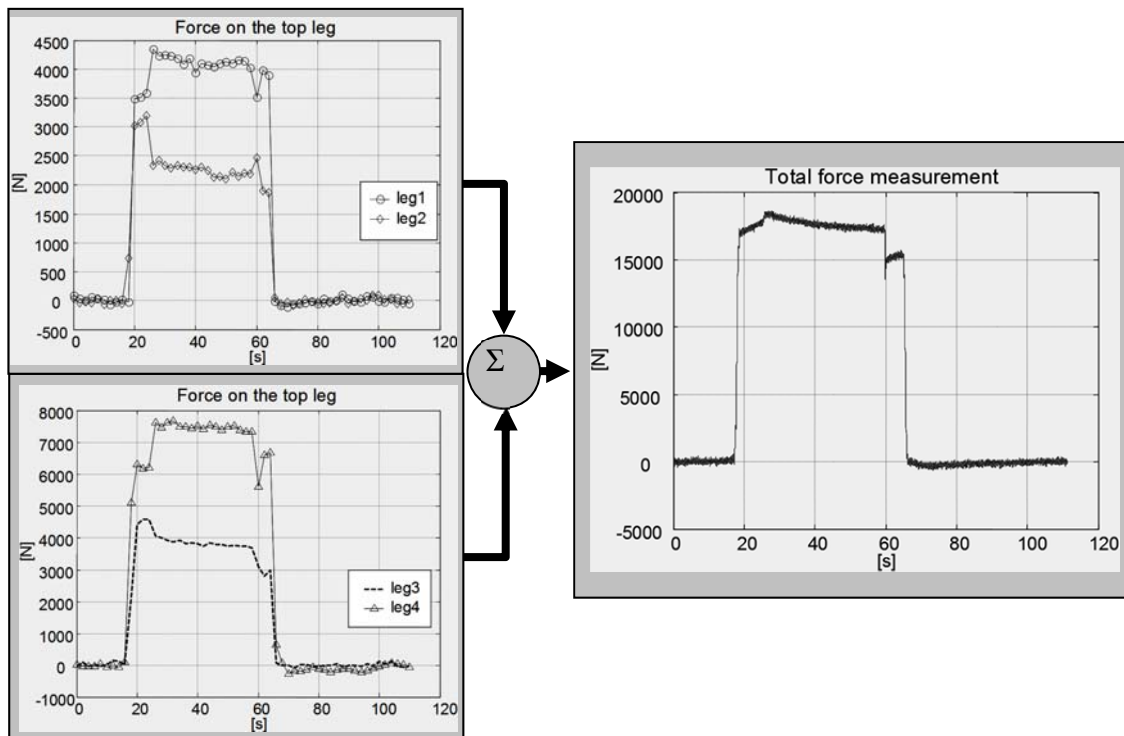 Force on the top leg
4500
4000
3500
3000
2500
2000
1500
1000
500
0
-500
[N]
leg1
leg2
0 20 40 60 80 100 120
[s]
Force on the top leg
8000
7000
6000
5000
4000
3000
2000
1000
0
-1000
[N]
leg3
leg4
0 20 40 60 80 100 120
[s]
Σ
Total force measurement
20000
15000
10000
5000
0
-5000
[N]
0 20 40 60 80 100 120
[s]